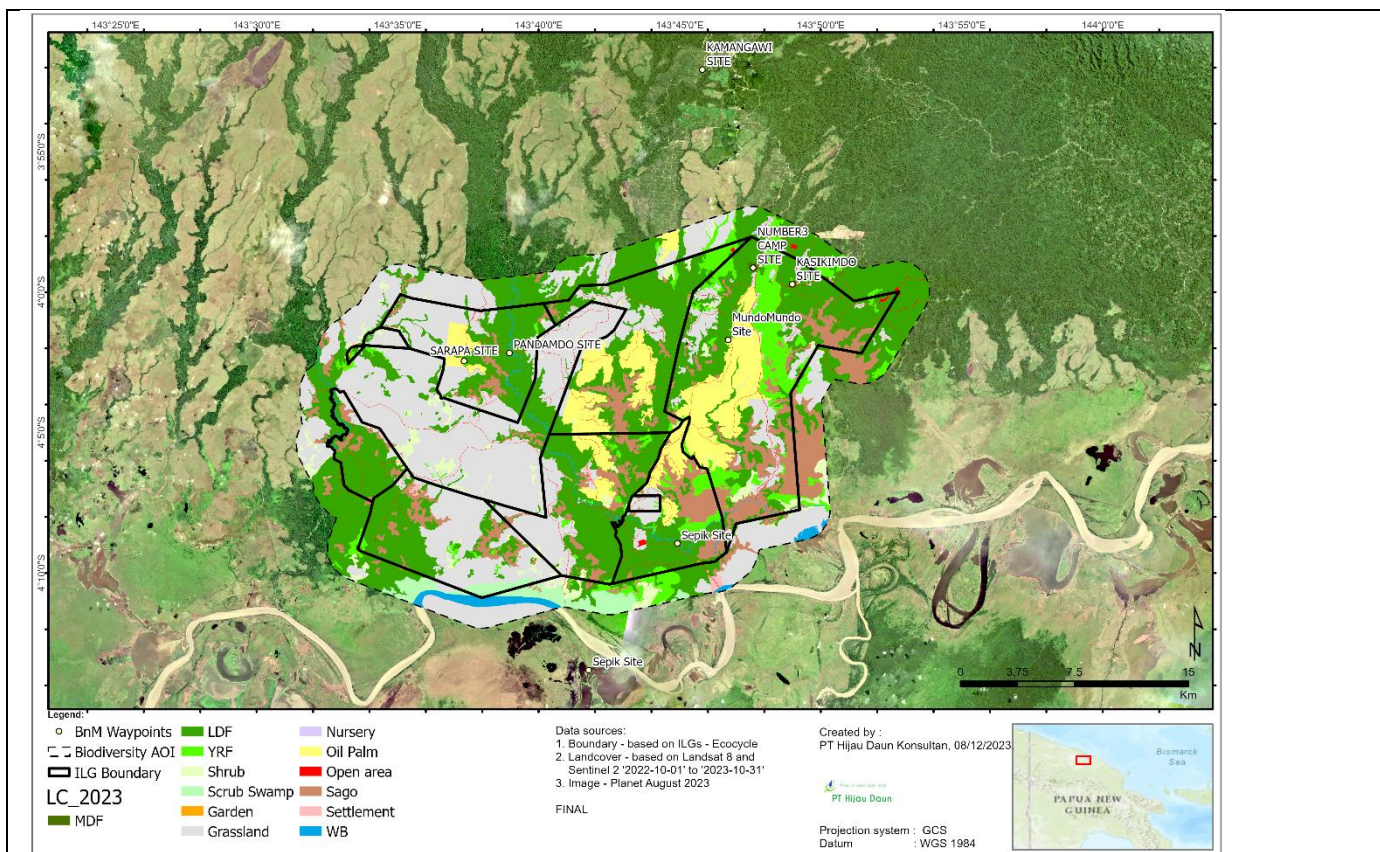 143°25'0"E 143°30'0"E 143°35'0"E 143°40'0"E 143°45'0"E 143°50'0"E 143°55'0"E 144°0'0"E
3°55'0"S
4°0'0"S
4°5'0"S
4°10'0"S
KAMANGAWI
SITE
NUMBER3
CAMP
SITE
KASIKIMDO
SITE
MundoMundo
Site
SARAPA SITE
PANDAMDO SITE
Sepik Site
Sepik Site
N
0 3.75 7.5 15
Km
Legend:
BnM Waypoints
Biodiversity AOI
ILG Boundary
LC_2023
MDF
LDF
YRF
Shrub
Scrub Swamp
Garden
Grassland
Nursery
Oil Palm
Open area
Sago
Settlement
WB
Data sources:
1. Boundary - based on ILGs - Ecocycle
2. Landcover - based on Landsat 8 and
Sentinel 2 '2022-10-01' to '2023-10-31'
3. Image - Planet August 2023
FINAL
Created by :
PT Hijau Daun Konsultan, 08/12/2023
PT Hijau Daun
Projection system : GCS
Datum : WGS 1984
Bismarck
Sea
PAPUA NEW
GUINEA